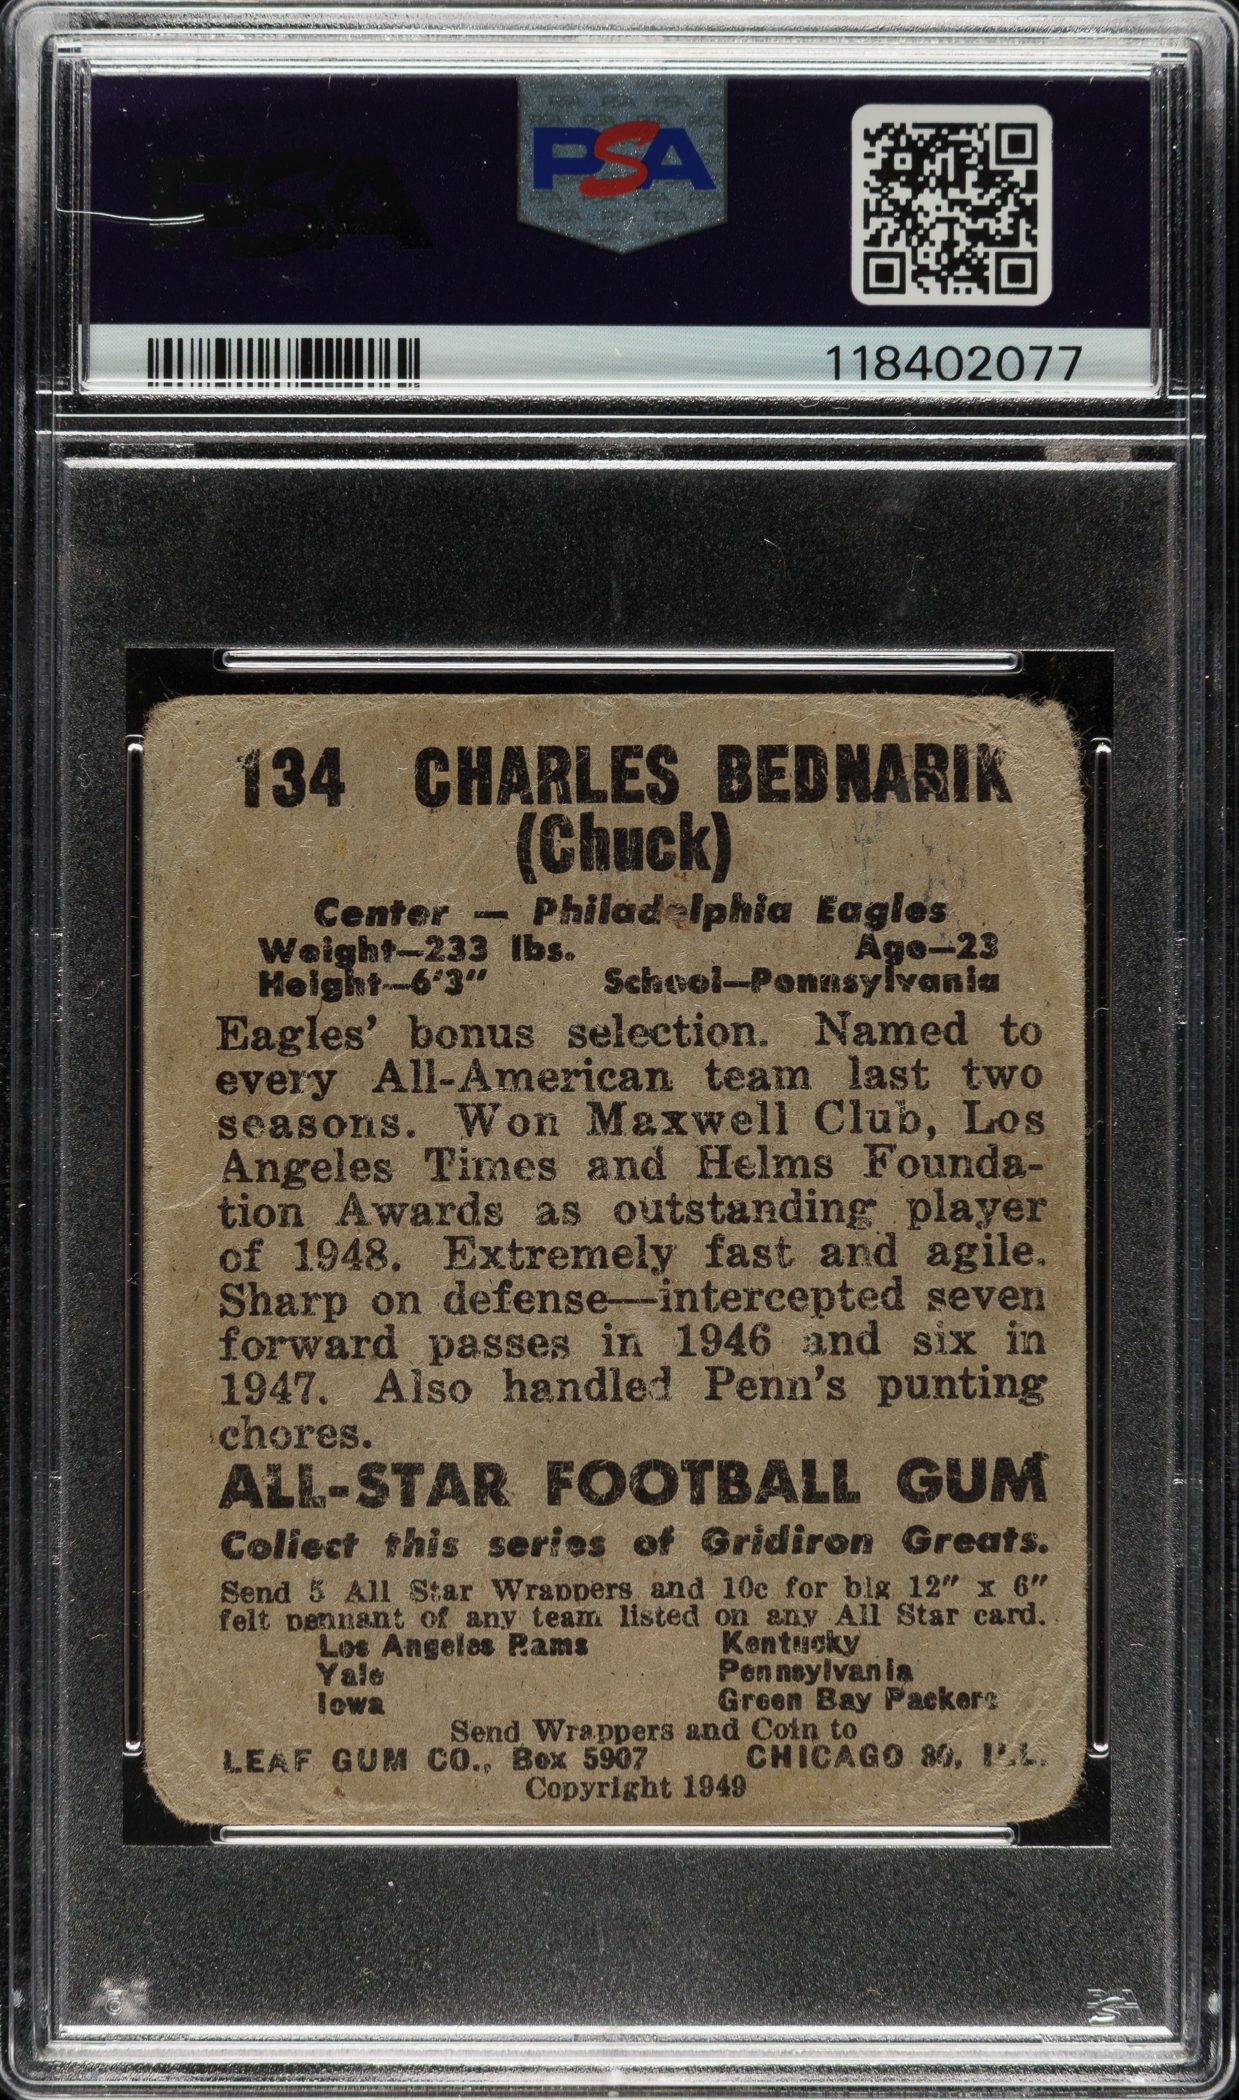 PSA
PSA
118402077
134 CHARLES BEDNARIK
(Chuck)
Center — Philadelphia Eagles
Weight—233 lbs. Age—23
Height—6'3" School—Pennsylvania
Eagles' bonus selection. Named to
every All-American team last two
seasons. Won Maxwell Club, Los
Angeles Times and Helms Founda-
tion Awards as outstanding player
of 1948. Extremely fast and agile.
Sharp on defense—intercepted seven
forward passes in 1946 and six in
1947. Also handled Penn's punting
chores.
ALL-STAR FOOTBALL GUM
Collect this series of Gridiron Greats.
Send 5 All Star Wrappers and 10c for big 12" x 6"
felt pennant of any team listed on any All Star card.
Los Angeles Rams Kentucky
Yale Pennsylvania
Iowa Green Bay Packers
Send Wrappers and Coin to
LEAF GUM CO., Box 5907 CHICAGO 80, ILL.
Copyright 1949